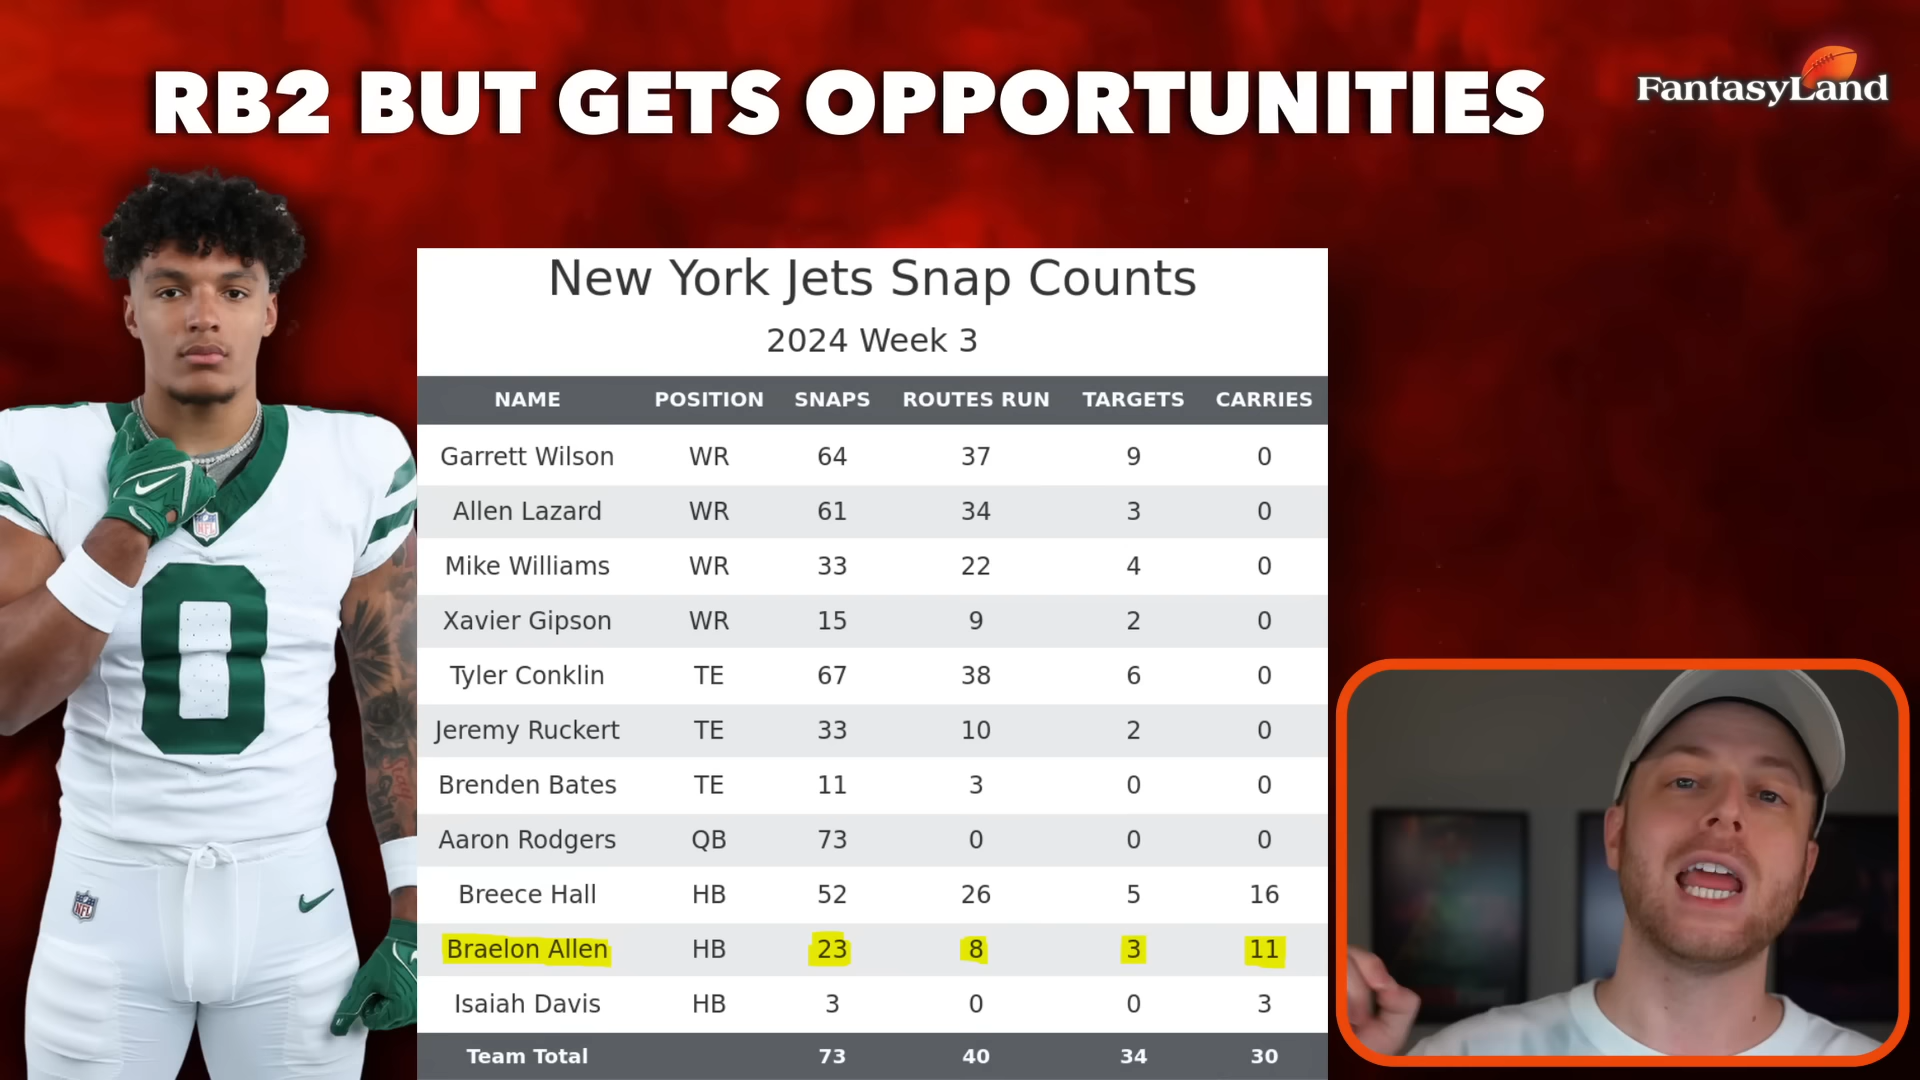 RB2 BUT GETS OPPORTUNITIES
FantasyLand
New York Jets Snap Counts
2024 Week 3
NAME POSITION SNAPS ROUTES RUN TARGETS CARRIES
Garrett Wilson WR 64 37 9 0
Allen Lazard WR 61 34 3 0
Mike Williams WR 33 22 4 0
Xavier Gipson WR 15 9 2 0
Tyler Conklin TE 67 38 6 0
Jeremy Ruckert TE 33 10 2 0
Brenden Bates TE 11 3 0 0
Aaron Rodgers QB 73 0 0 0
Breece Hall HB 52 26 5 16
Braelon Allen HB 23 8 3 11
Isaiah Davis HB 3 0 0 3
Team Total 73 40 34 30
0
NFL
NFL